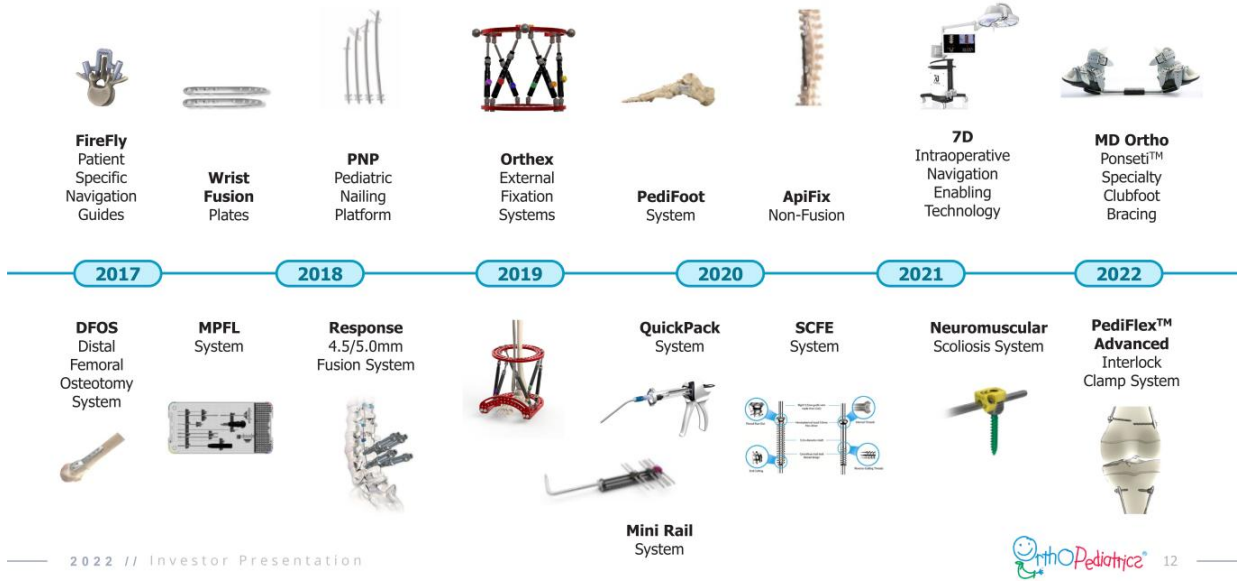 FireFly
Patient
Specific
Navigation
Guides
Wrist
Fusion
Plates
PNP
Pediatric
Nailing
Platform
Orthex
External
Fixation
Systems
PediFoot
System
ApiFix
Non-Fusion
7D
Intraoperative
Navigation
Enabling
Technology
MD Ortho
Ponseti™
Specialty
Clubfoot
Bracing
2017
2018
2019
2020
2021
2022
DFOS
Distal
Femoral
Osteotomy
System
MPFL
System
Response
4.5/5.0mm
Fusion System
QuickPack
System
SCFE
System
Neuromuscular
Scoliosis System
PediFlex™
Advanced
Interlock
Clamp System
Mini Rail
System
2022 // Investor Presentation
OrthOPediatrics®
12